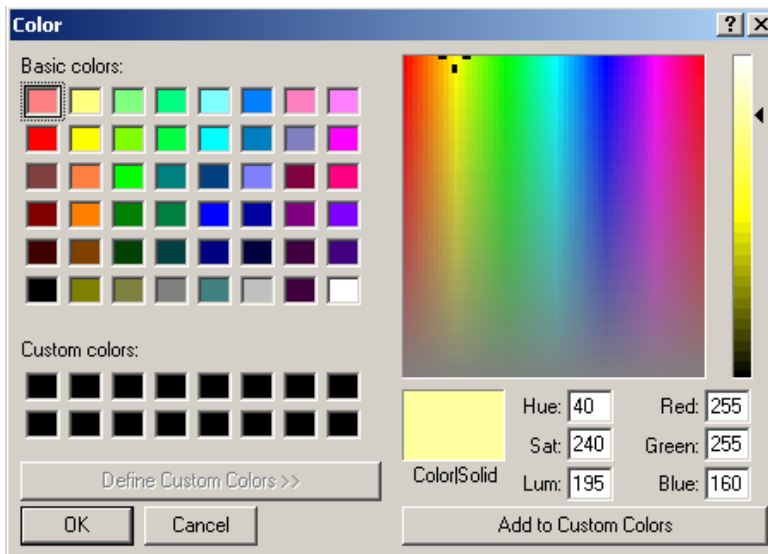 Color
Basic colors:
Custom colors:
Define Custom Colors >>
OK Cancel
Color|Solid
Hue: 40 Red: 255
Sat: 240 Green: 255
Lum: 195 Blue: 160
Add to Custom Colors